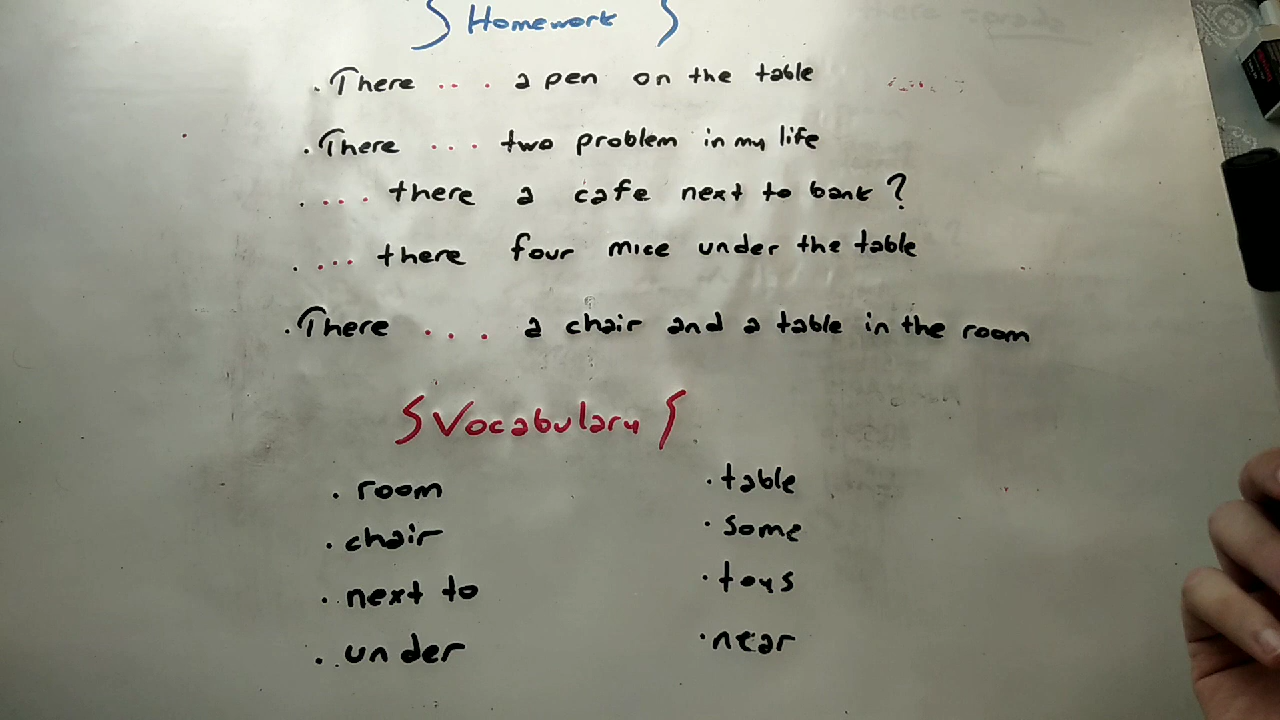 Homework
. There ... a pen on the table
. There ... two problem in my life
. ... there a cafe next to bank?
. ... there four mice under the table
. There ... a chair and a table in the room
Vocabulary
. room
. chair
. next to
. under
. table
. some
. toys
. near